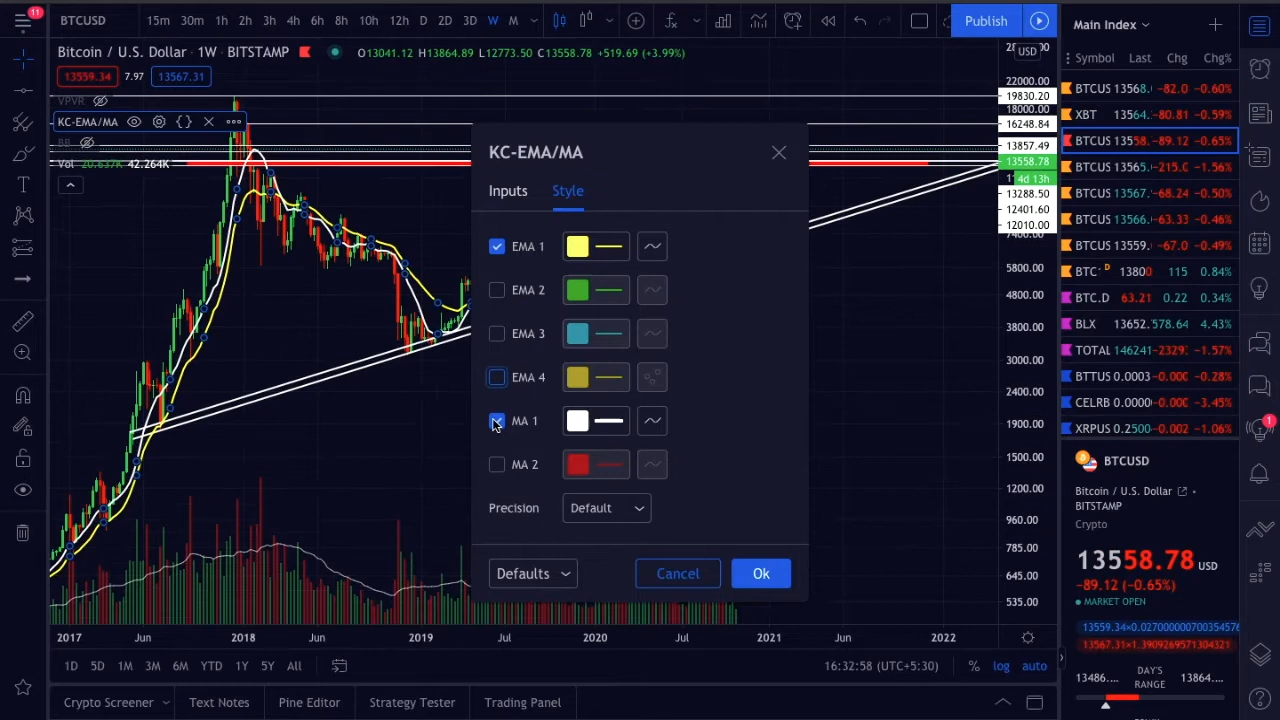 11
BTCUSD 15m 30m 1h 2h 3h 4h 6h 8h 10h 12h D 2D 3D W M Publish Main Index
Bitcoin / U.S. Dollar · 1W · BITSTAMP O13041.12 H13864.89 L12773.50 C13558.78 +519.69 (+3.99%) USD
Symbol Last Chg Chg%
13559.34 7.97 13567.31
VPVR
KC-EMA/MA
BB
Vol 20.637K 42.264K
22000.00
19830.20
18000.00
16248.84
13857.49
13558.78
4d 13h
13288.50
12401.60
12010.00
7400.00
5800.00
4800.00
3800.00
3000.00
2400.00
1900.00
1500.00
1200.00
960.00
785.00
645.00
535.00
KC-EMA/MA
Inputs Style
EMA 1
EMA 2
EMA 3
EMA 4
MA 1
MA 2
Precision Default
Defaults Cancel Ok
BTCUS 13568. -82.0 -0.60%
XBT 13564. -80.81 -0.59%
BTCUS 13558. -89.12 -0.65%
BTCUS 13565. -215.0 -1.56%
BTCUS 13567. -68.24 -0.50%
BTCUS 13566. -63.33 -0.46%
BTCUS 13559. -67.0 -0.49%
BTC· D 13800 115 0.84%
BTC.D 63.21 0.22 0.34%
BLX 13652. 578.64 4.43%
TOTAL 146241 -2329 -1.57%
BTTUS 0.0003 -0.000 -0.28%
CELRB 0.0000 -0.000 -3.45%
XRPUS 0.2500 -0.002 -1.06%
1
2017 Jun 2018 Jun 2019 Jul 2020 Jul 2021 Jun 2022
1D 5D 1M 3M 6M YTD 1Y 5Y All 16:32:58 (UTC+5:30) % log auto
Crypto Screener Text Notes Pine Editor Strategy Tester Trading Panel
BTCUSD
Bitcoin / U.S. Dollar ·
BITSTAMP
Crypto
13558.78 USD
−89.12 (−0.65%)
MARKET OPEN
13486.... DAY'S RANGE 13864....